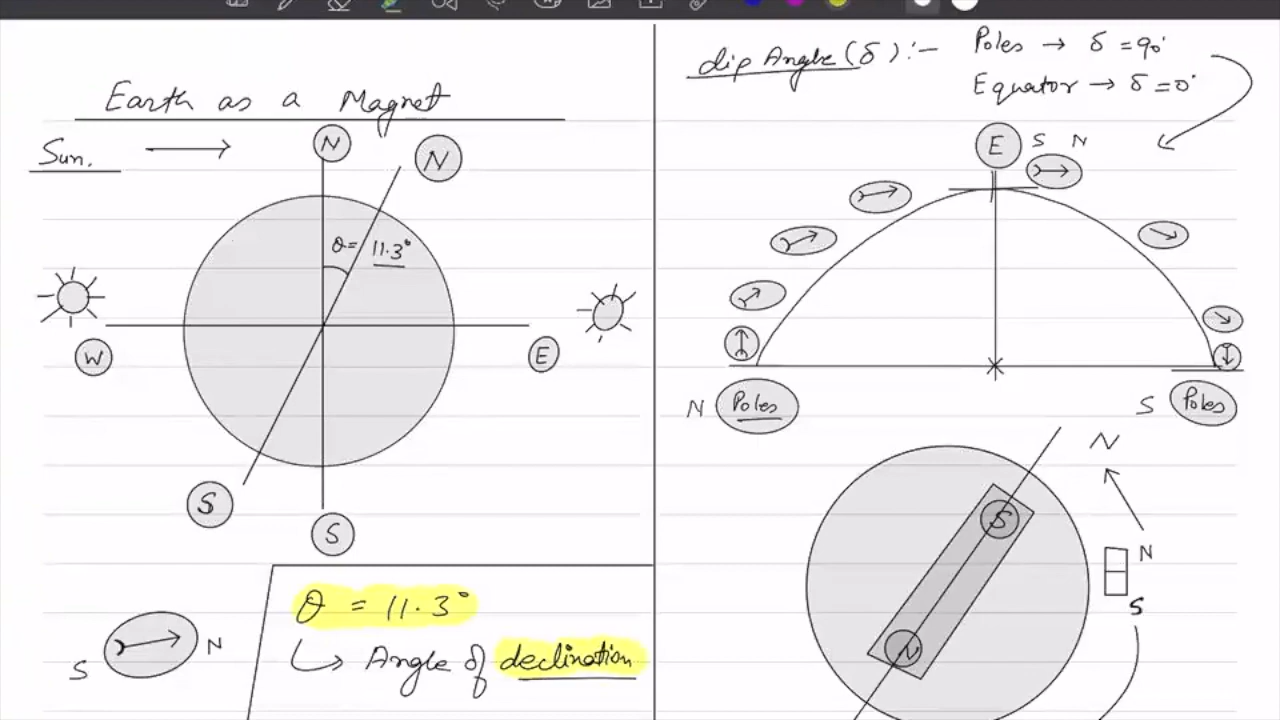 Earth as a Magnet
Sun. →
N
N
θ = 11.3°
W
E
S
S
S N
θ = 11.3°
↳ Angle of declination
dip Angle (δ) :- Poles → δ = 90°
Equator → δ = 0°
E S N
N Poles
S Poles
N
S
N
N
S